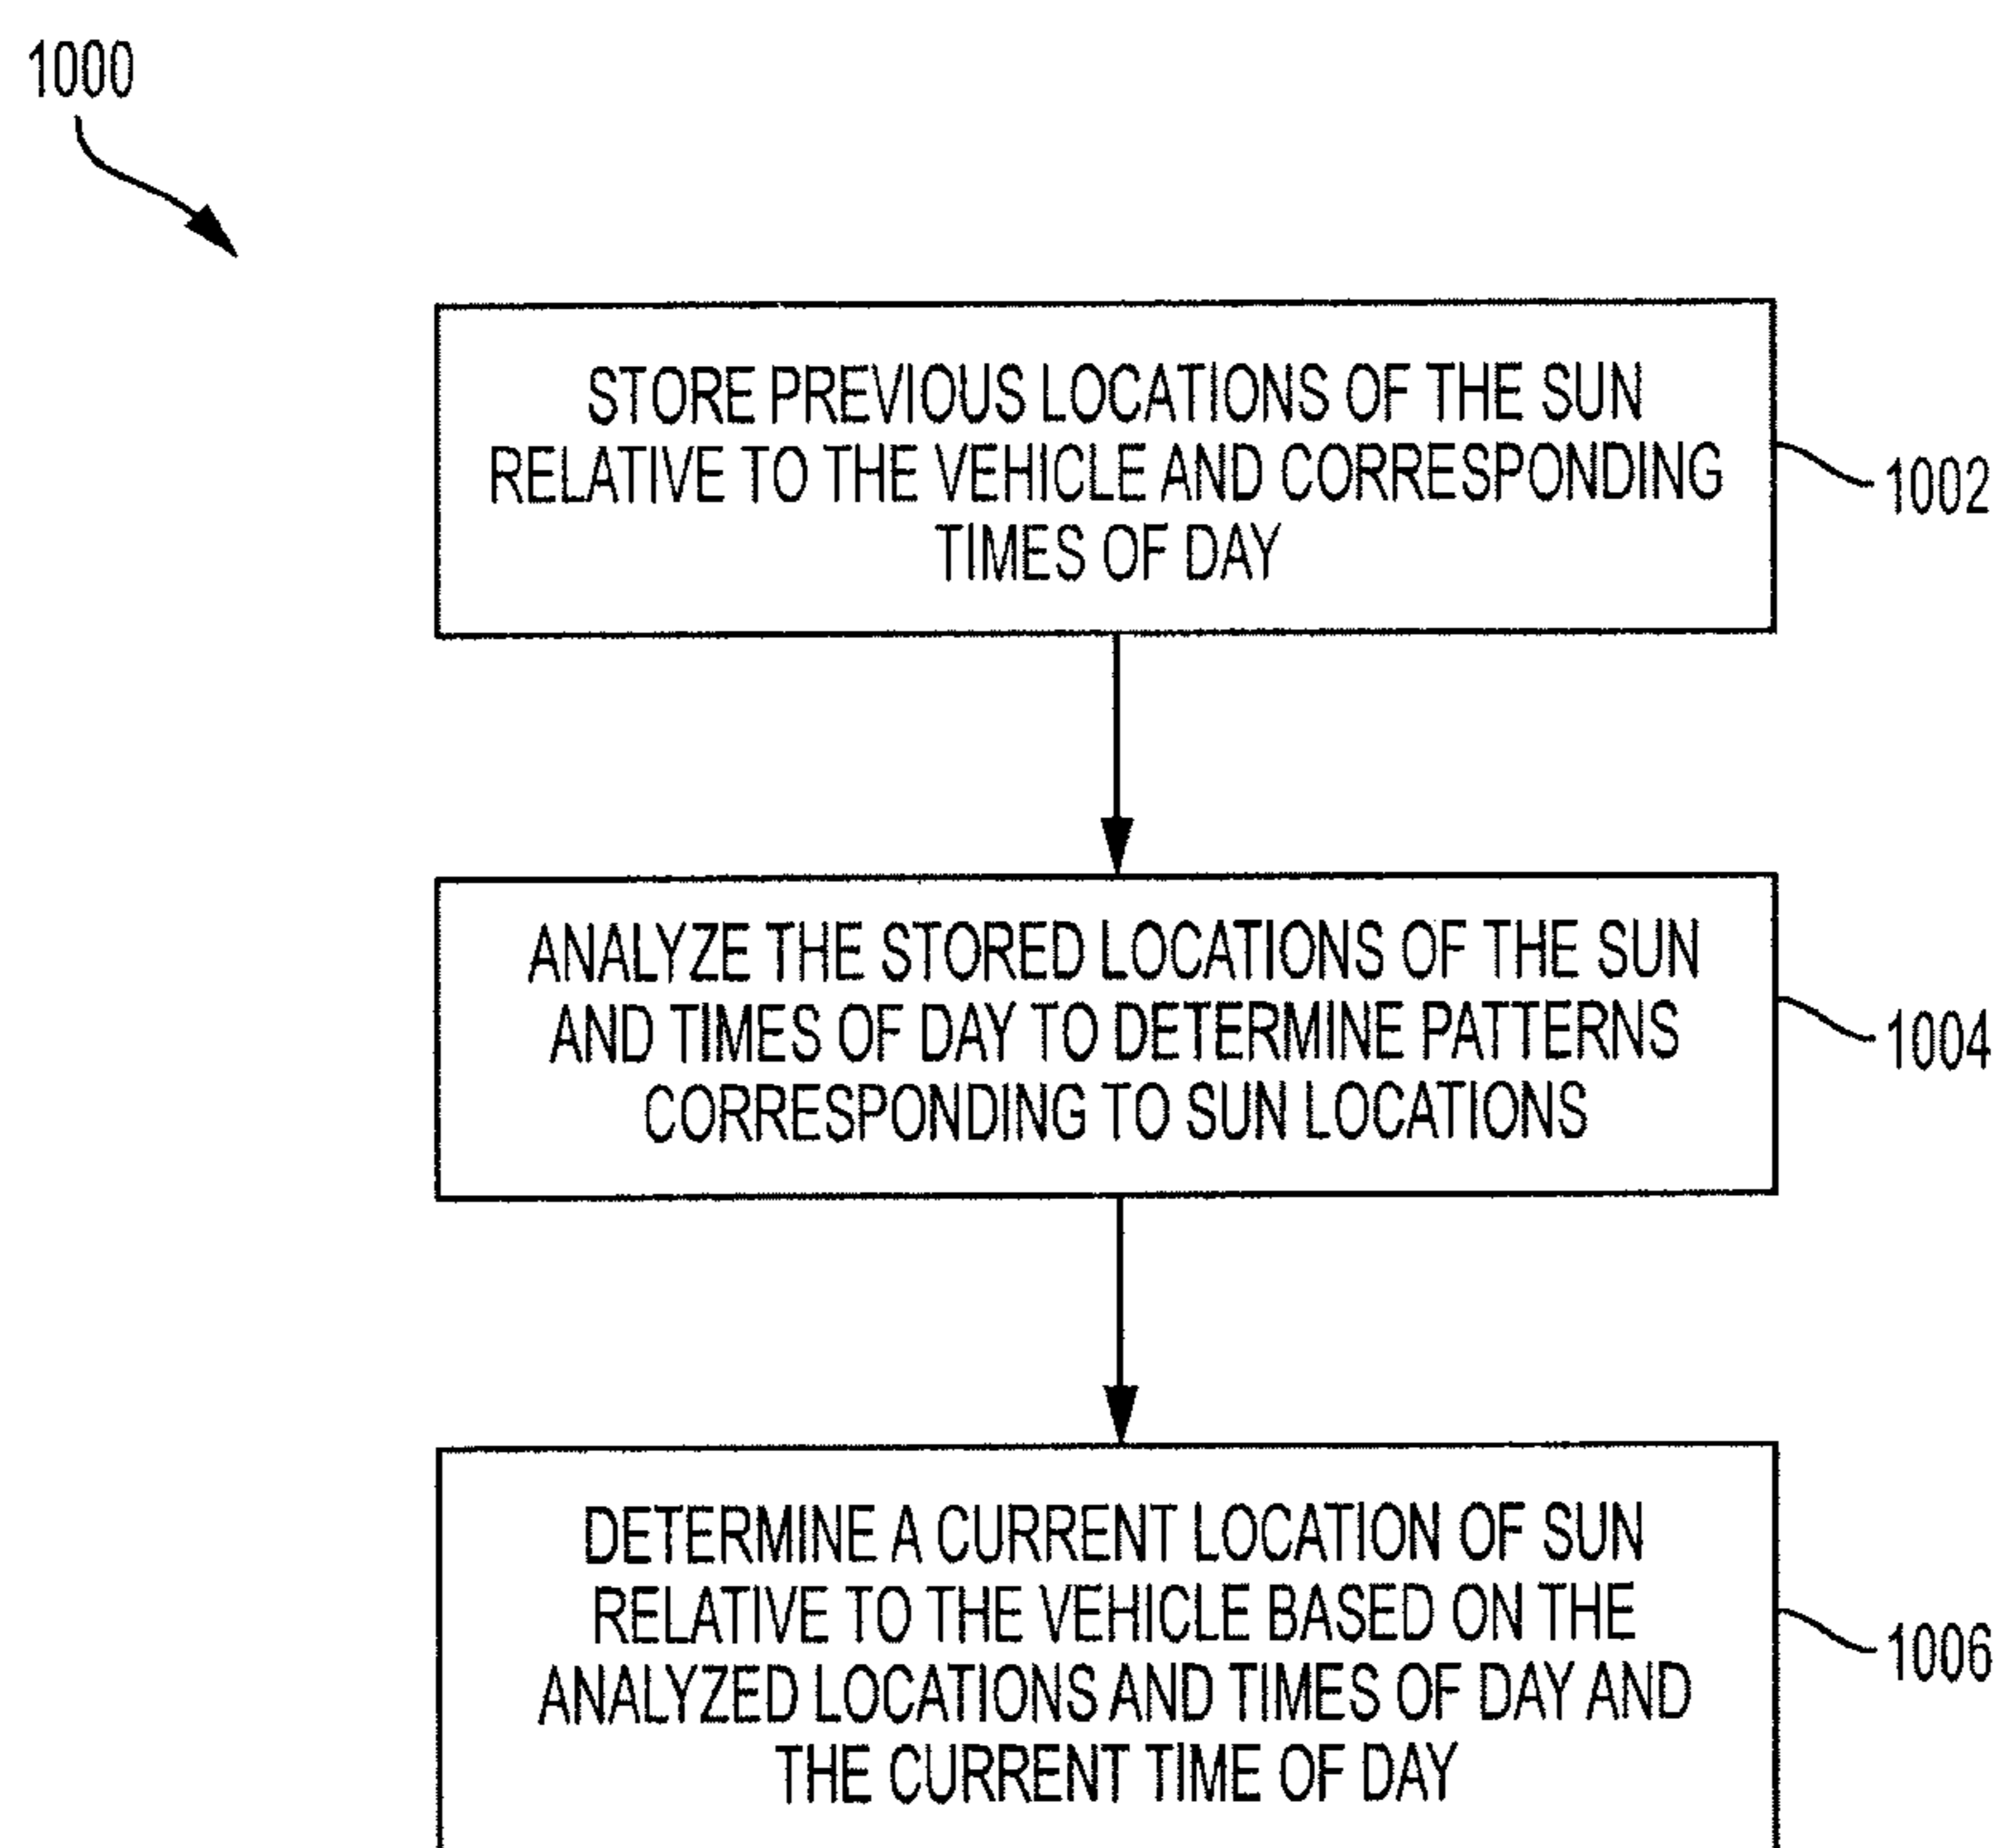 1000
STORE PREVIOUS LOCATIONS OF THE SUN
RELATIVE TO THE VEHICLE AND CORRESPONDING
TIMES OF DAY
1002
ANALYZE THE STORED LOCATIONS OF THE SUN
AND TIMES OF DAY TO DETERMINE PATTERNS
CORRESPONDING TO SUN LOCATIONS
1004
DETERMINE A CURRENT LOCATION OF SUN
RELATIVE TO THE VEHICLE BASED ON THE
ANALYZED LOCATIONS AND TIMES OF DAY AND
THE CURRENT TIME OF DAY
1006